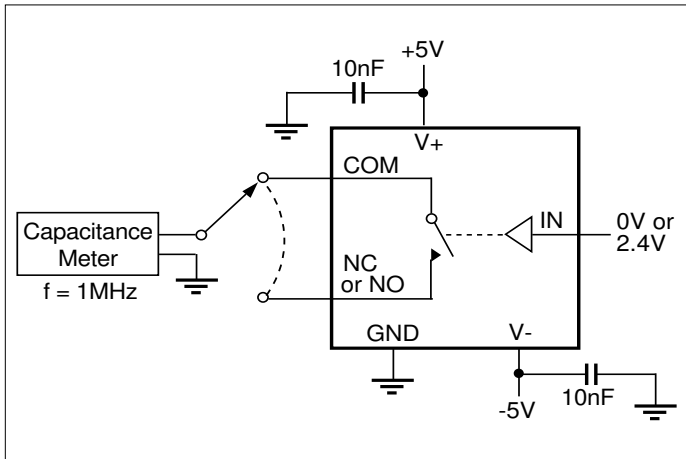 +5V
10nF
V+
COM
IN
0V or
2.4V
Capacitance
Meter
f = 1MHz
NC
or NO
GND
V-
-5V
10nF